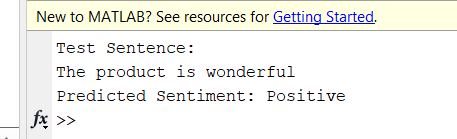 New to MATLAB? See resources for Getting Started.
Test Sentence:
The product is wonderful
Predicted Sentiment: Positive
fx >>